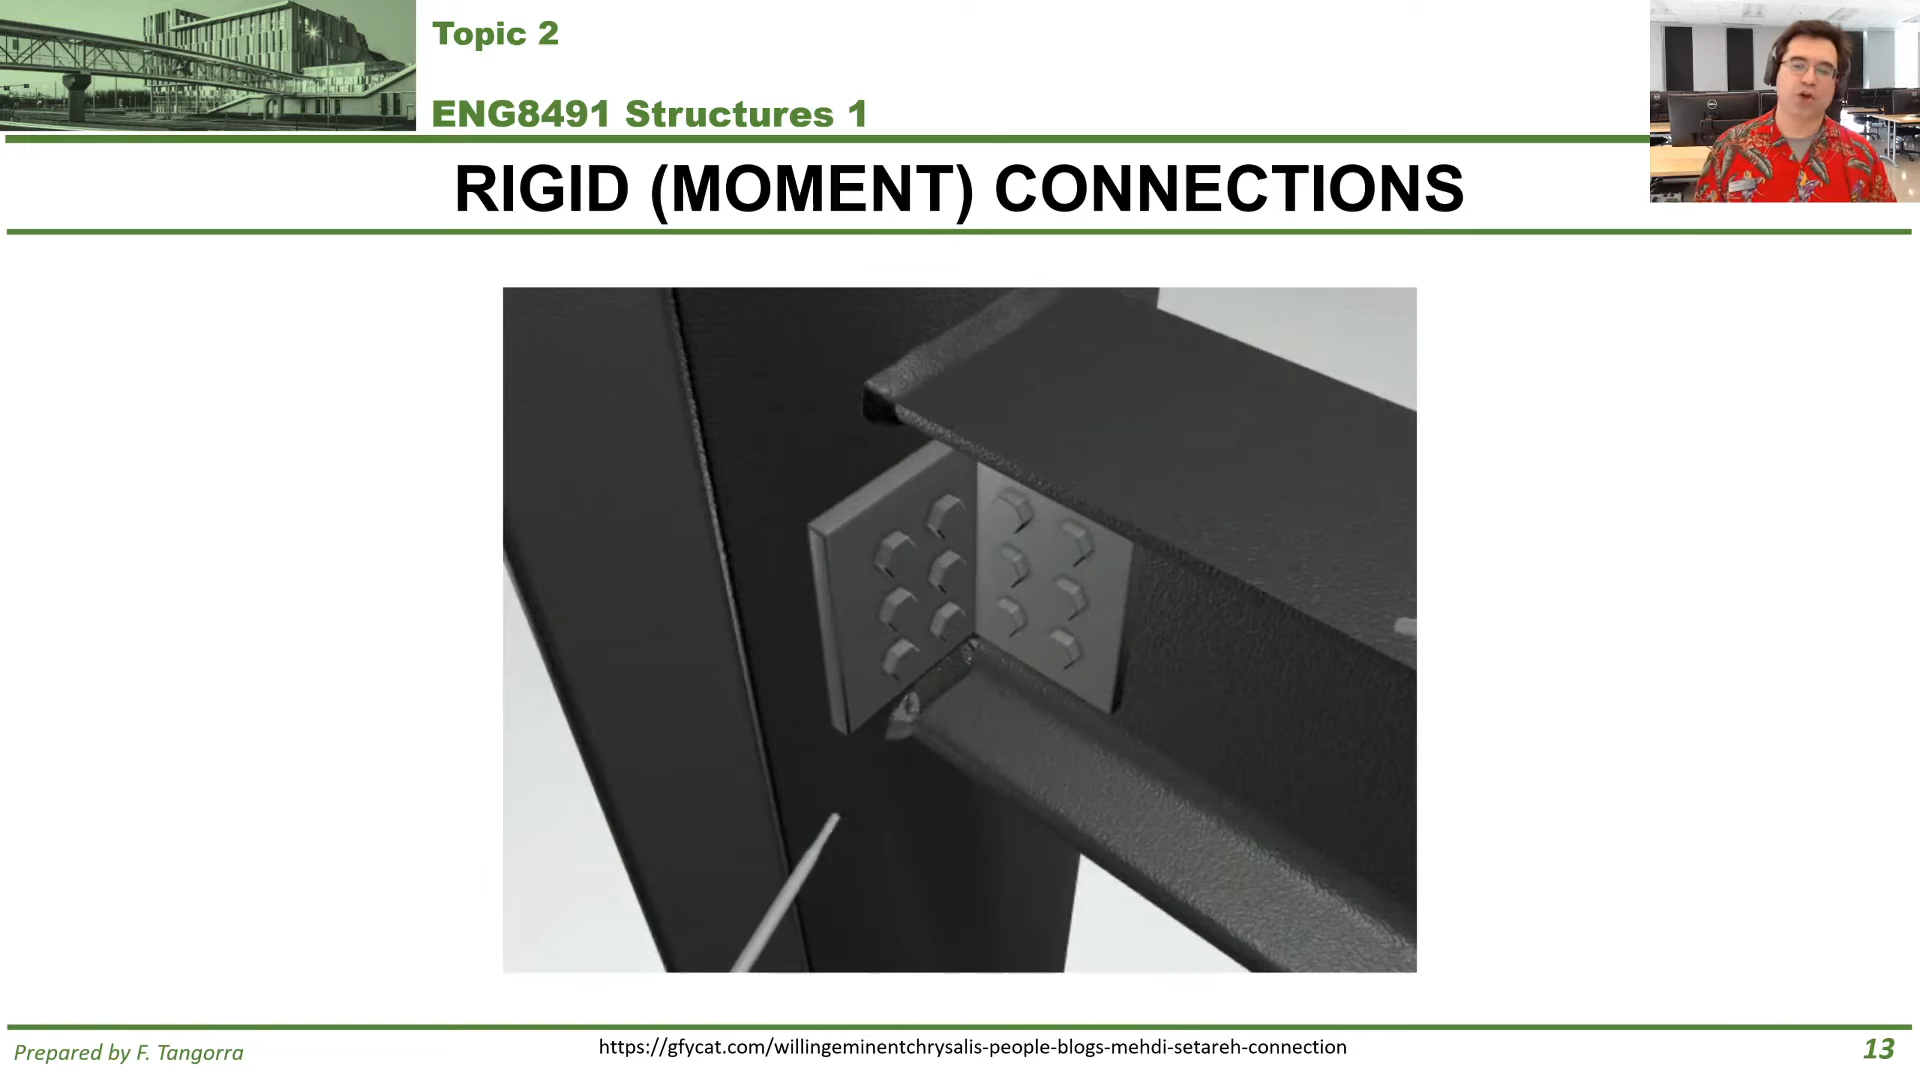 Topic 2
ENG8491 Structures 1
RIGID (MOMENT) CONNECTIONS
Prepared by F. Tangorra
https://gfycat.com/willingeminentchrysalis-people-blogs-mehdi-setareh-connection
13